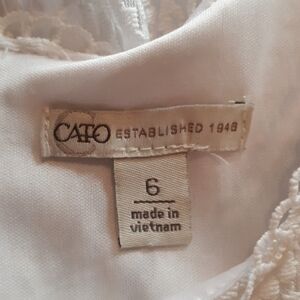 CATO ESTABLISHED 1946
6
made in
vietnam